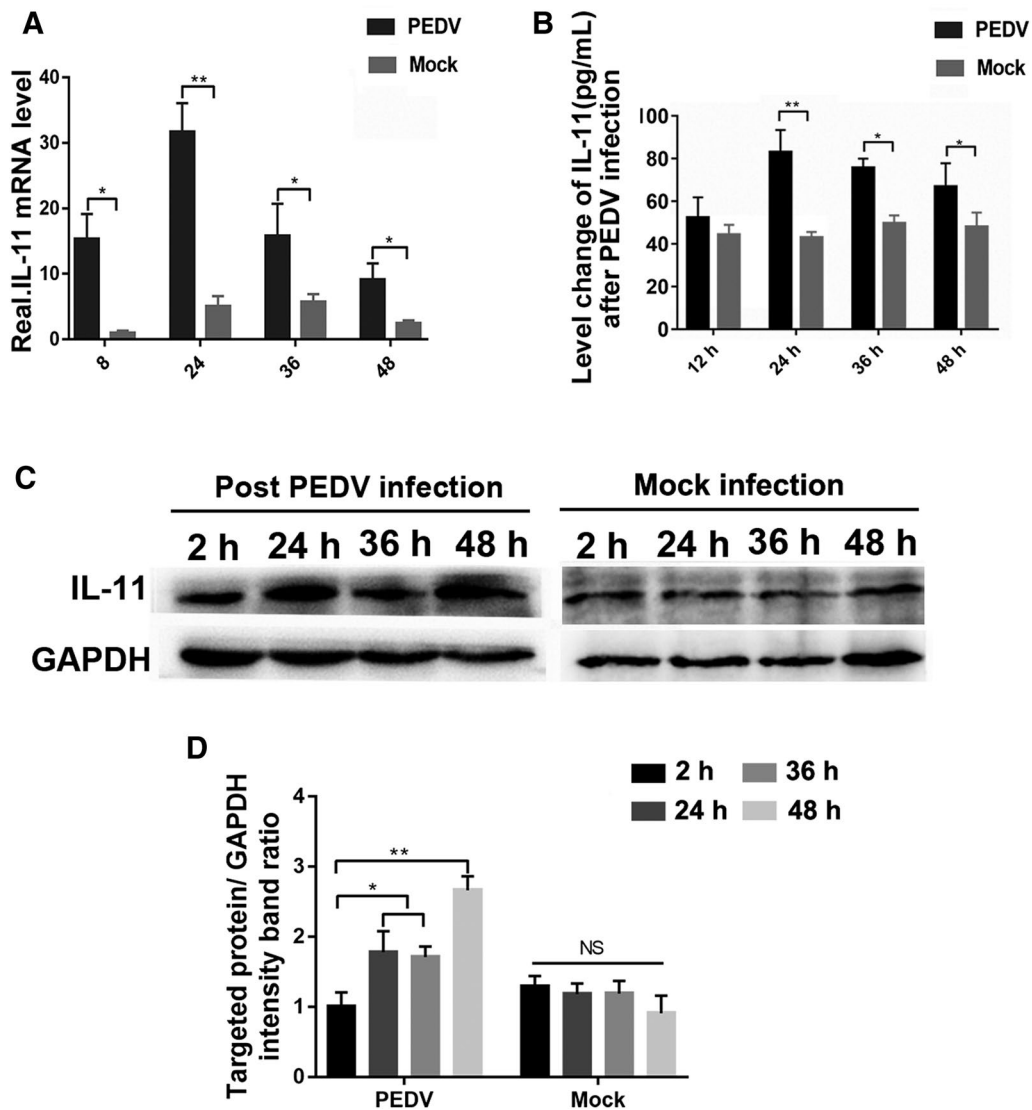 A
PEDV
Mock
Real.IL-11 mRNA level
40
30
20
10
0
*
**
*
*
8
24
36
48
B
PEDV
Mock
Level change of IL-11(pg/mL)
after PEDV infection
100
80
60
40
20
0
**
*
*
12 h
24 h
36 h
48 h
C
Post PEDV infection
Mock infection
2 h 24 h 36 h 48 h
2 h 24 h 36 h 48 h
IL-11
GAPDH
D
2 h
36 h
24 h
48 h
Targeted protein/ GAPDH
intensity band ratio
4
3
2
1
0
**
*
NS
PEDV
Mock